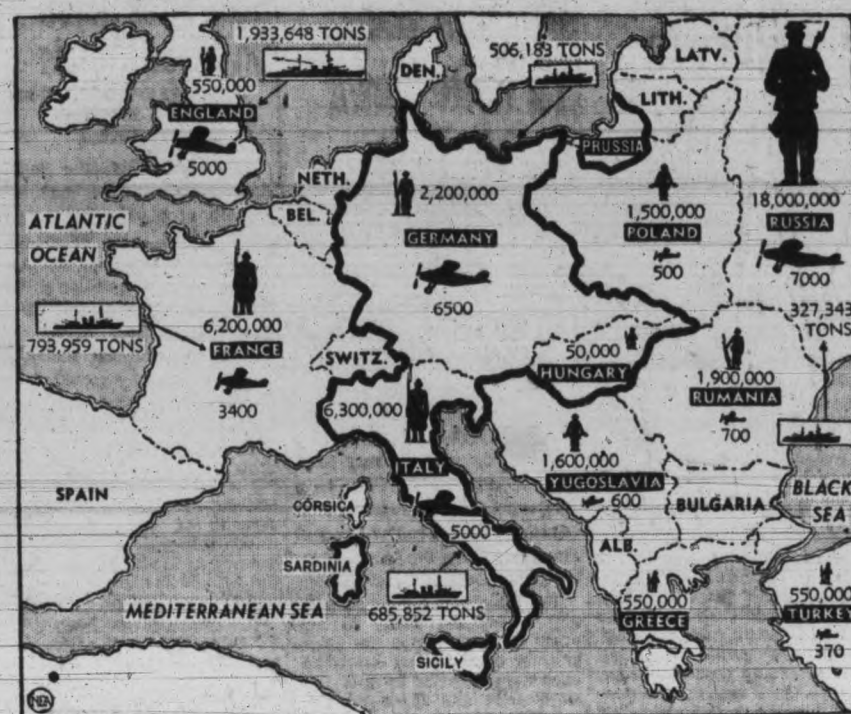 1,933,648 TONS
550,000
ENGLAND
5000
506,183 TONS
DEN.
LATV.
LITH.
PRUSSIA
NETH.
BEL.
2,200,000
GERMANY
6500
1,500,000
POLAND
500
18,000,000
RUSSIA
7000
327,343
TONS
ATLANTIC
OCEAN
793,959 TONS
6,200,000
FRANCE
3400
SWITZ.
50,000
HUNGARY
1,900,000
RUMANIA
700
6,300,000
ITALY
5000
685,852 TONS
1,600,000
YUGOSLAVIA
600
BULGARIA
BLACK
SEA
SPAIN
CORSICA
SARDINIA
ALB.
MEDITERRANEAN SEA
SICILY
550,000
GREECE
550,000
TURKEY
370
NEA